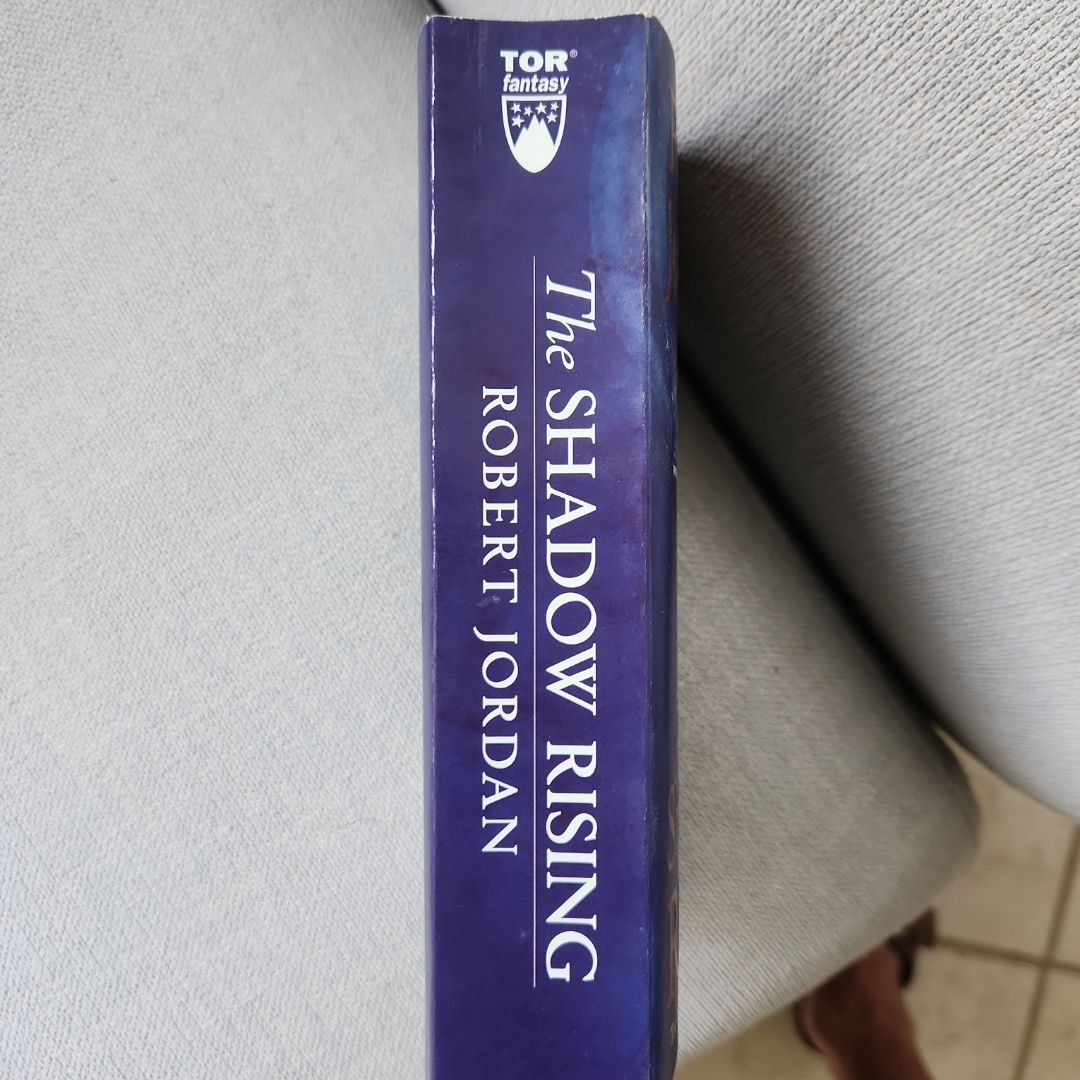 TOR®
fantasy
The SHADOW RISING
ROBERT JORDAN